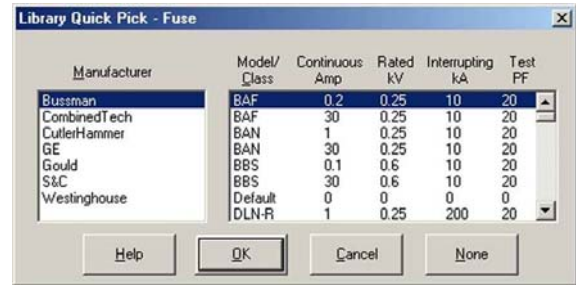 Library Quick Pick - Fuse
Manufacturer
Bussman
CombinedTech
CutlerHammer
GE
Gould
S&C
Westinghouse
Model/ Continuous Rated Interrupting Test
Class Amp kV kA PF
BAF 0.2 0.25 10 20
BAF 30 0.25 10 20
BAN 1 0.25 10 20
BAN 30 0.25 10 20
BBS 0.1 0.6 10 20
BBS 30 0.6 10 20
Default 0 0 0 0
DLN-R 1 0.25 200 20
Help OK Cancel None